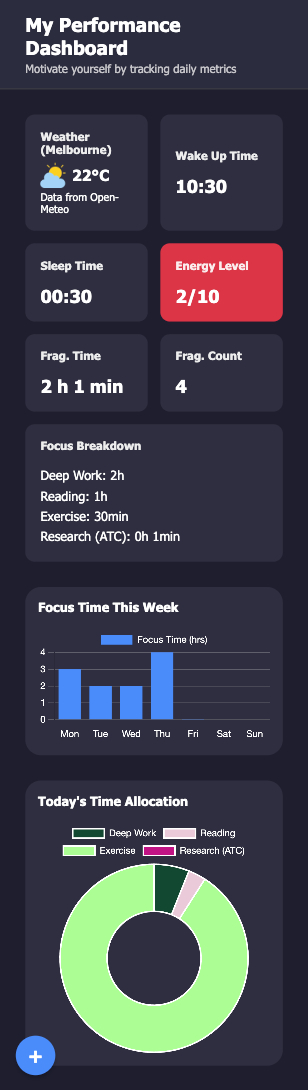 My Performance
Dashboard
Motivate yourself by tracking daily metrics
Weather
(Melbourne)
22°C
Data from Open-
Meteo
Wake Up Time
10:30
Sleep Time
00:30
Energy Level
2/10
Frag. Time
2 h 1 min
Frag. Count
4
Focus Breakdown
Deep Work: 2h
Reading: 1h
Exercise: 30min
Research (ATC): 0h 1min
Focus Time This Week
Focus Time (hrs)
4
3
2
1
0
Mon Tue Wed Thu Fri Sat Sun
Today's Time Allocation
Deep Work Reading
Exercise Research (ATC)
+